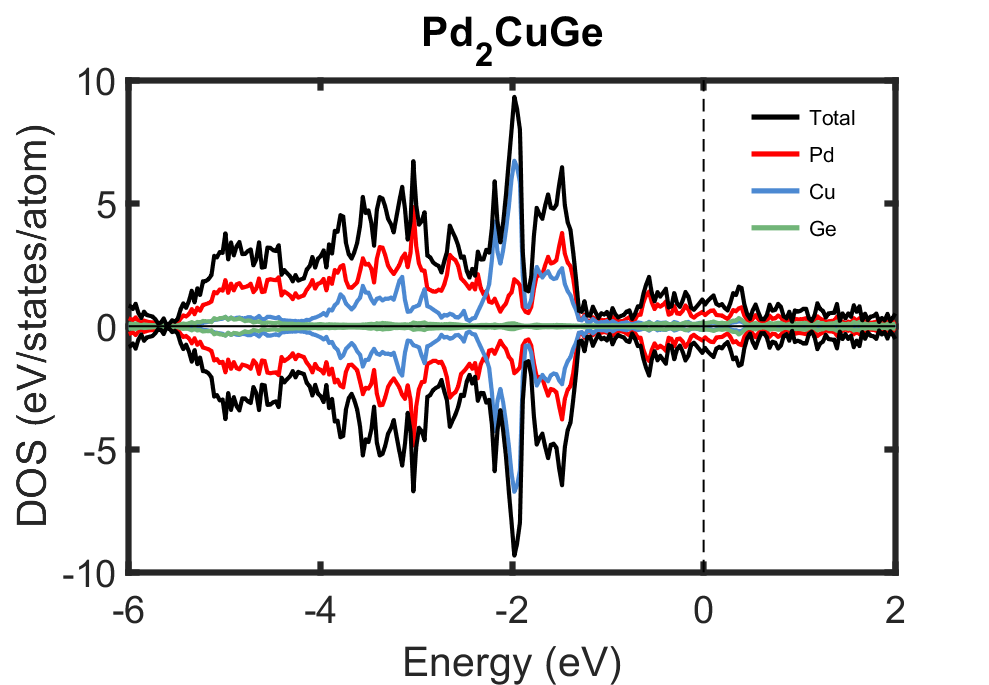 Pd₂CuGe
DOS (eV/states/atom)
10
5
0
-5
-10
Total
Pd
Cu
Ge
-6 -4 -2 0 2
Energy (eV)